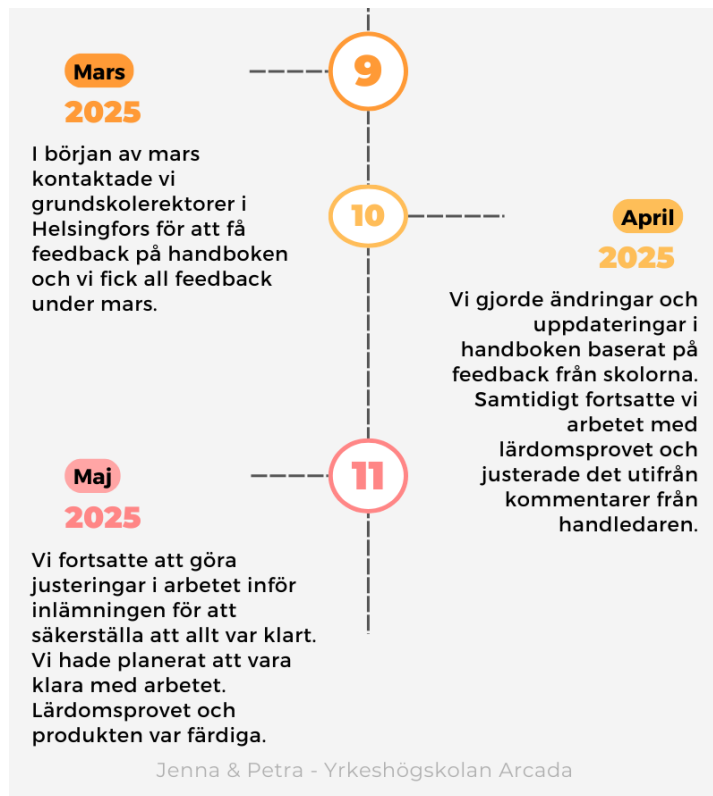 9
Mars
2025
I början av mars
kontaktade vi
grundskolerektorer i
Helsingfors för att få
feedback på handboken
och vi fick all feedback
under mars.
10
April
2025
Vi gjorde ändringar och
uppdateringar i
handboken baserat på
feedback från skolorna.
Samtidigt fortsatte vi
arbetet med
lärdomsprovet och
justerade det utifrån
kommentarer från
handledaren.
11
Maj
2025
Vi fortsatte att göra
justeringar i arbetet inför
inlämningen för att
säkerställa att allt var klart.
Vi hade planerat att vara
klara med arbetet.
Lärdomsprovet och
produkten var färdiga.
Jenna & Petra - Yrkeshögskolan Arcada